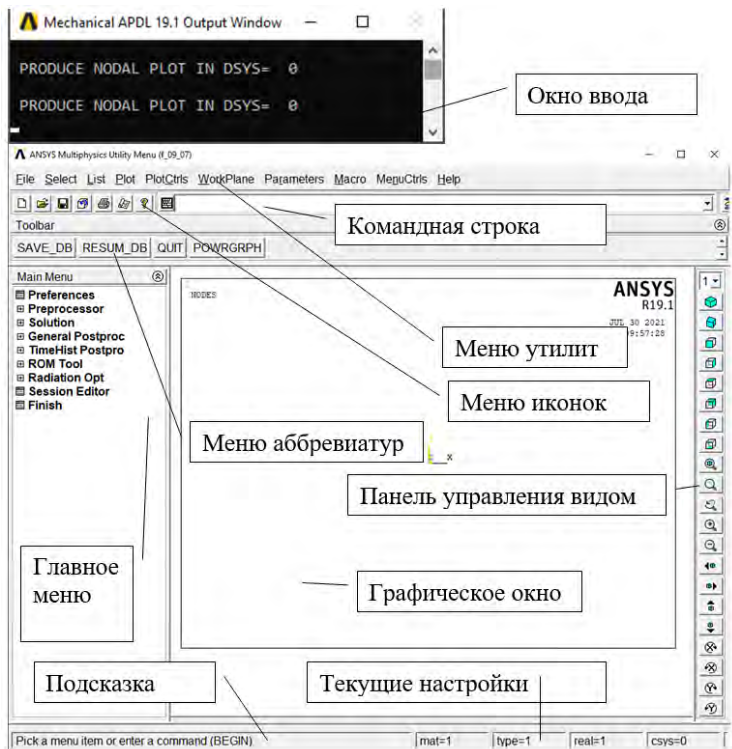 Mechanical APDL 19.1 Output Window
PRODUCE NODAL PLOT IN DSYS= 0
PRODUCE NODAL PLOT IN DSYS= 0
Окно ввода
ANSYS Multiphysics Utility Menu (f_09_07)
File Select List Plot PlotCtrls WorkPlane Parameters Macro MenuCtrls Help
Командная строка
Toolbar
SAVE_DB RESUM_DB QUIT POWRGRPH
Main Menu
Preferences
Preprocessor
Solution
General Postproc
TimeHist Postpro
ROM Tool
Radiation Opt
Session Editor
Finish
NODES
ANSYS
R19.1
JUL 30 2021
9:57:28
1
Меню утилит
Меню иконок
Меню аббревиатур
X
Панель управления видом
Главное
меню
Графическое окно
Подсказка
Текущие настройки
Pick a menu item or enter a command (BEGIN)
mat=1
type=1
real=1
csys=0